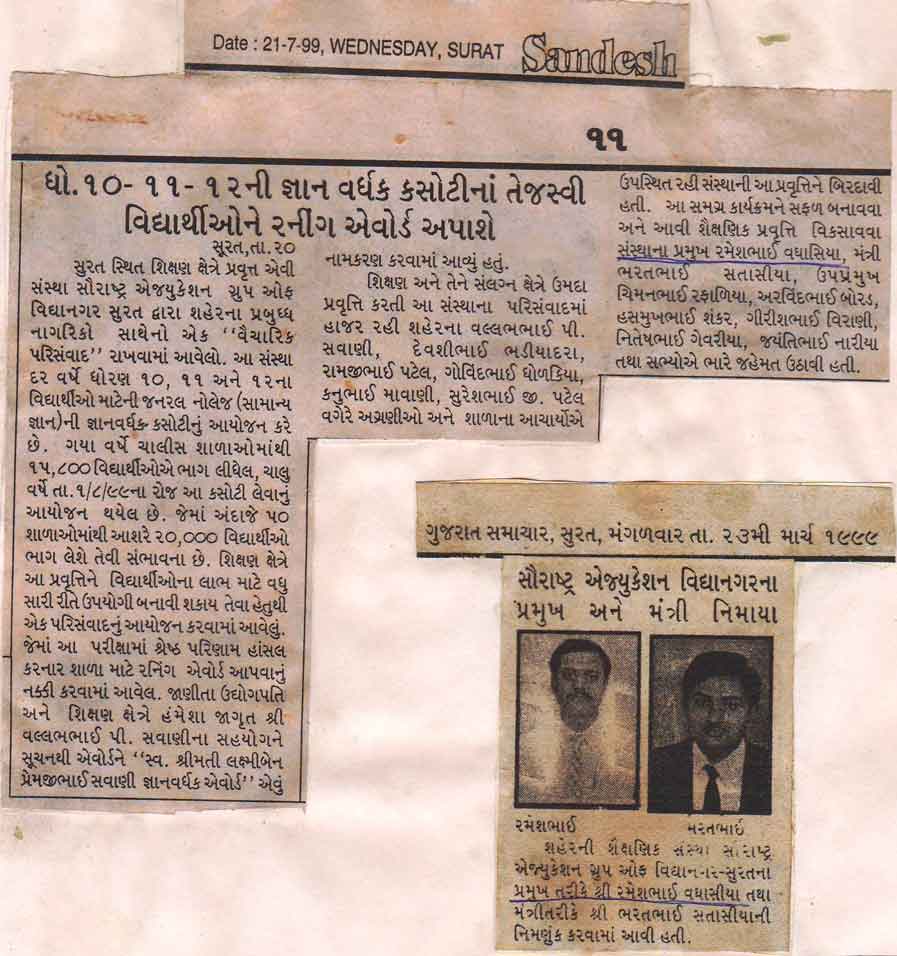 Date : 21-7-99, WEDNESDAY, SURAT Sandesh
૧૧
ધો.૧૦- ૧૧- ૧૨ની જ્ઞાન વર્ધક કસોટીનાં તેજસ્વી
વિદ્યાર્થીઓને રનીંગ એવોર્ડ અપાશે
સૂરત,તા.૨૦
સુરત સ્થિત શિક્ષણ ક્ષેત્રે પ્રવૃત્ત એવી
સંસ્થા સૌરાષ્ટ્ર એજયુકેશન ગ્રુપ ઓફ
વિદ્યાનગર સુરત દ્વારા શહેરના પ્રબુધ્ધ
નાગરિકો સાથેનો એક ‘‘વૈચારિક
પરિસંવાદ’’ રાખવામાં આવેલો. આ સંસ્થા
દર વર્ષે ધોરણ ૧૦, ૧૧ અને ૧૨ના
વિદ્યાર્થીઓ માટેની જનરલ નોલેજ (સામાન્ય
જ્ઞાન)ની જ્ઞાનવર્ધક કસોટીનું આયોજન કરે
છે. ગયા વર્ષે ચાલીસ શાળાઓમાંથી
૧૫,૮૦૦ વિદ્યાર્થીઓએ ભાગ લીધેલ, ચાલુ
વર્ષે તા.૧/૮/૯૯ના રોજ આ કસોટી લેવાનું
આયોજન થયેલ છે. જેમાં અંદાજે ૫૦
શાળાઓમાંથી આશરે ૨૦,૦૦૦ વિદ્યાર્થીઓ
ભાગ લેશે તેવી સંભાવના છે. શિક્ષણ ક્ષેત્રે
આ પ્રવૃત્તિને વિદ્યાર્થીઓના લાભ માટે વધુ
સારી રીતે ઉપયોગી બનાવી શકાય તેવા હેતુથી
એક પરિસંવાદનું આયોજન કરવામાં આવેલું.
જેમાં આ પરીક્ષામાં શ્રેષ્ઠ પરિણામ હાંસલ
કરનાર શાળા માટે રનિંગ એવોર્ડ આપવાનું
નક્કી કરવામાં આવેલ. જાણીતા ઉદ્યોગપતિ
અને શિક્ષણ ક્ષેત્રે હંમેશા જાગૃત શ્રી
વલ્લભભાઈ પી. સવાણીના સહયોગને
સૂચનથી એવોર્ડને ‘‘સ્વ. શ્રીમતી લક્ષ્મીબેન
પ્રેમજીભાઈ સવાણી જ્ઞાનવર્ધક એવોર્ડ’’ એવું
નામકરણ કરવામાં આવ્યું હતું.
શિક્ષણ અને તેને સંલગ્ન ક્ષેત્રે ઉમદા
પ્રવૃત્તિ કરતી આ સંસ્થાના પરિસંવાદમાં
હાજર રહી શહેરના વલ્લભભાઈ પી.
સવાણી, દેવશીભાઈ ભડીયાદરા,
રામજીભાઈ પટેલ, ગોવિંદભાઈ ધોળકિયા,
કનુભાઈ માવાણી, સુરેશભાઈ જી. પટેલ
વગેરે અગ્રણીઓ અને શાળાના આચાર્યોએ
ઉપસ્થિત રહી સંસ્થાની આ પ્રવૃત્તિને બિરદાવી
હતી. આ સમગ્ર કાર્યક્રમને સફળ બનાવવા
અને આવી શૈક્ષણિક પ્રવૃત્તિ વિકસાવવા
સંસ્થાના પ્રમુખ રમેશભાઈ વઘાસિયા, મંત્રી
ભરતભાઈ સતાસીયા, ઉપપ્રમુખ
ચિમનભાઈ રફાળિયા, અરવિંદભાઈ બોરડ,
હસમુખભાઈ શંકર, ગીરીશભાઈ વિરાણી,
નિતેષભાઈ ગેવરીયા, જયંતિભાઈ નારીયા
તથા સભ્યોએ ભારે જહેમત ઉઠાવી હતી.
ગુજરાત સમાચાર, સુરત, મંગળવાર તા. ૨૩મી માર્ચ ૧૯૯૯
સૌરાષ્ટ્ર એજ્યુકેશન વિદ્યાનગરના
પ્રમુખ અને મંત્રી નિમાયા
રમેશભાઈ ભરતભાઈ
શહેરની શૈક્ષણિક સંસ્થા સૌરાષ્ટ્ર
એજ્યુકેશન ગ્રુપ ઓફ વિદ્યાનગર-સુરતના
પ્રમુખ તરીકે શ્રી રમેશભાઈ વઘાસીયા તથા
મંત્રીતરીકે શ્રી ભરતભાઈ સતાસીયાની
નિમણુંક કરવામાં આવી હતી.